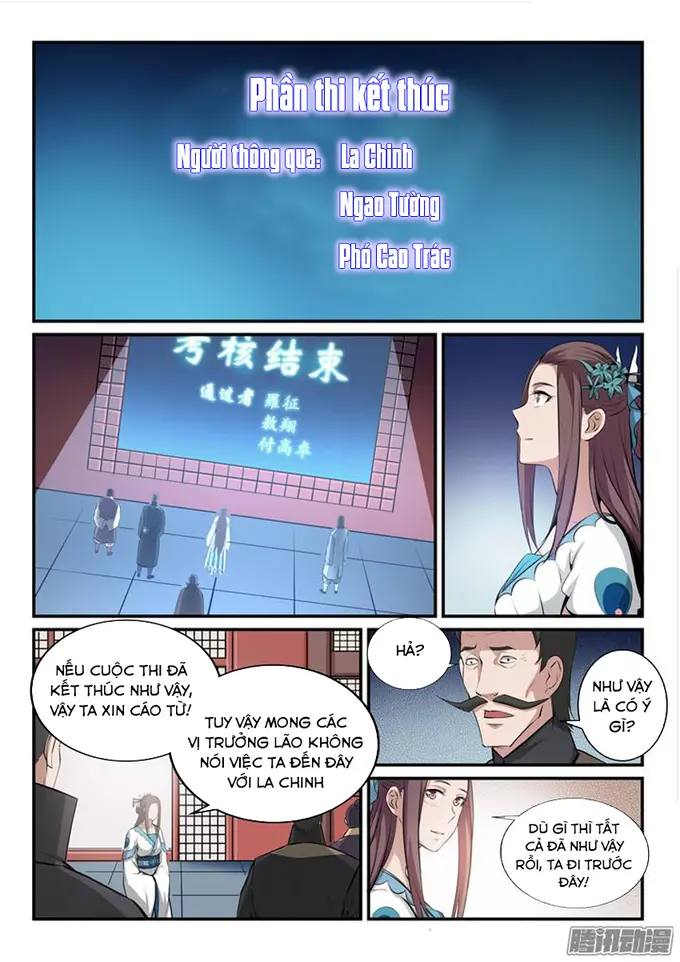 Phần thi kết thúc
Người thông qua: La Chinh
Ngao Tường
Phó Cao Trác
考核结束
通过者 羅征
敖翔
付高卓
NẾU CUỘC THI ĐÃ
KẾT THÚC NHƯ VẬY,
VẬY TA XIN CÁO TỪ!
TUY VẬY MONG CÁC
VỊ TRƯỞNG LÃO KHÔNG
NÓI VIỆC TA ĐẾN ĐÂY
VỚI LA CHINH
HẢ?
NHƯ VẬY
LÀ CÓ Ý
GÌ?
DÙ GÌ THÌ TẤT
CẢ ĐÃ NHƯ VẬY
RỒI, TA ĐI TRƯỚC
ĐÂY!
腾讯动漫